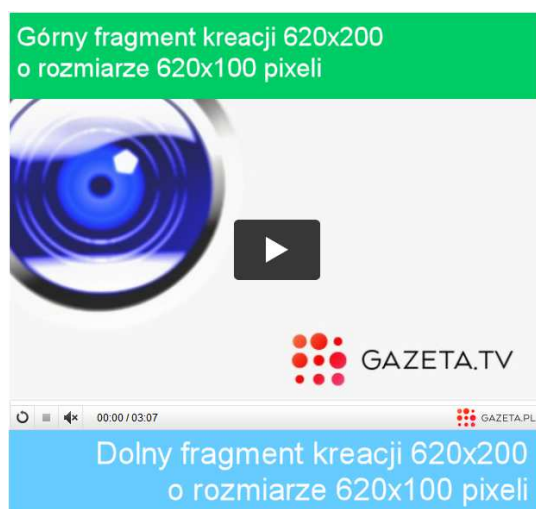 Górny fragment kreacji 620x200
o rozmiarze 620x100 pixeli
GAZETA.TV
00:00 / 03:07
GAZETA.PL
Dolny fragment kreacji 620x200
o rozmiarze 620x100 pixeli